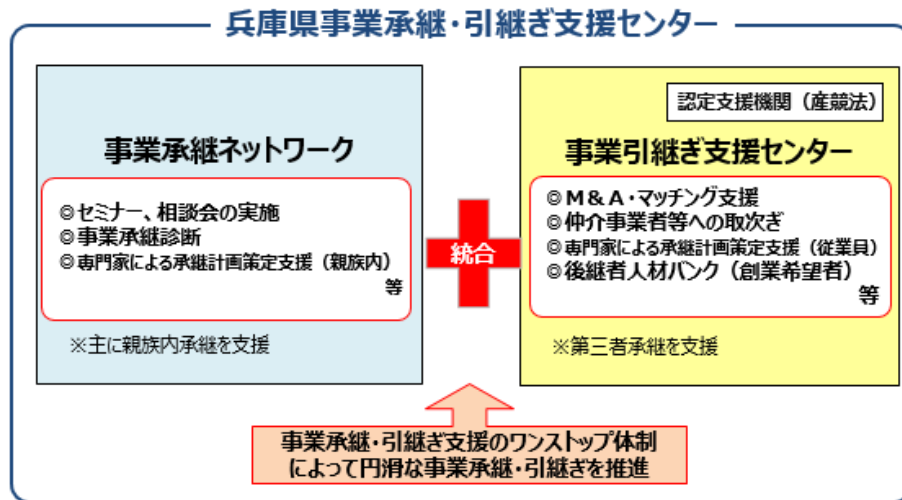 兵庫県事業承継・引継ぎ支援センター
事業承継ネットワーク
◎セミナー、相談会の実施
◎事業承継診断
◎専門家による承継計画策定支援（親族内）
等
※主に親族内承継を支援
統合
認定支援機関（産競法）
事業引継ぎ支援センター
◎M＆A・マッチング支援
◎仲介事業者等への取次ぎ
◎専門家による承継計画策定支援（従業員）
◎後継者人材バンク（創業希望者）
等
※第三者承継を支援
事業承継・引継ぎ支援のワンストップ体制
によって円滑な事業承継・引継ぎを推進